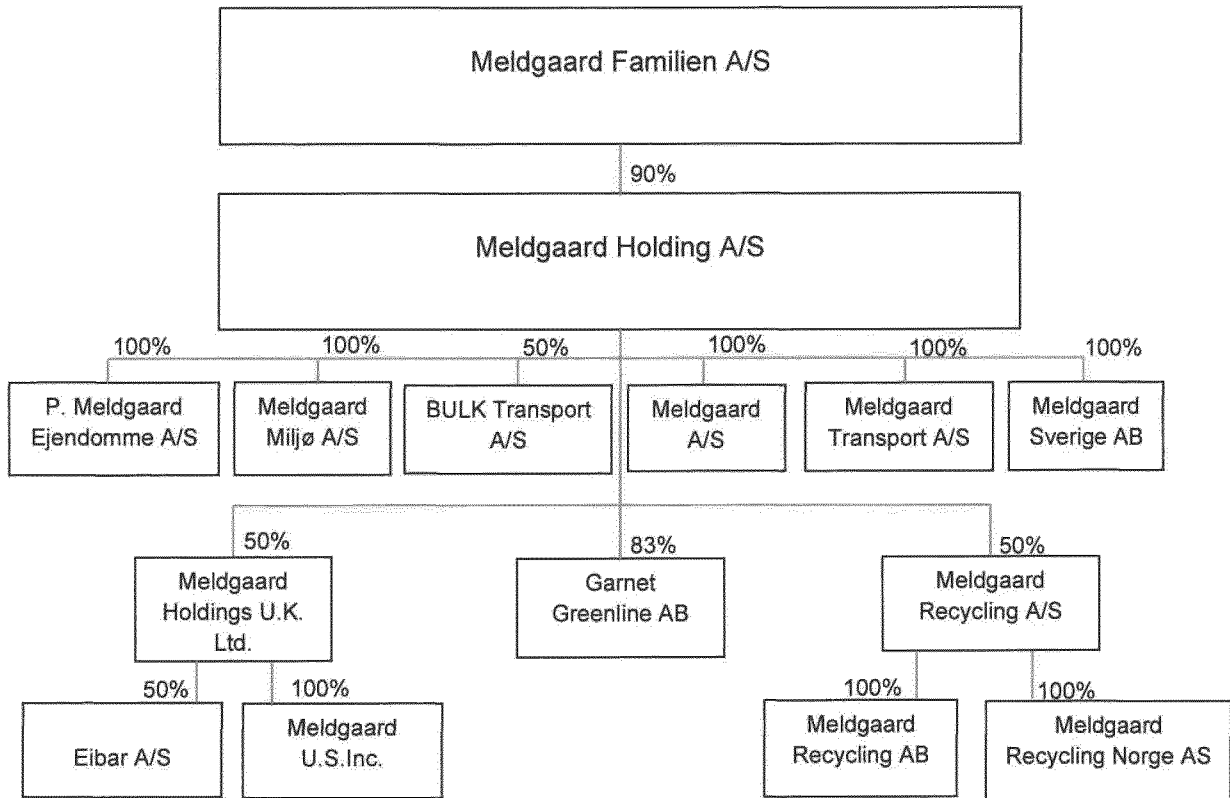 Meldgaard Familien A/S
90%
Meldgaard Holding A/S
100%
100%
50%
100%
100%
100%
P. Meldgaard
Ejendomme A/S
Meldgaard
Miljø A/S
BULK Transport
A/S
Meldgaard
A/S
Meldgaard
Transport A/S
Meldgaard
Sverige AB
50%
83%
50%
Meldgaard
Holdings U.K.
Ltd.
Garnet
Greenline AB
Meldgaard
Recycling A/S
50%
100%
100%
100%
Eibar A/S
Meldgaard
U.S.Inc.
Meldgaard
Recycling AB
Meldgaard
Recycling Norge AS